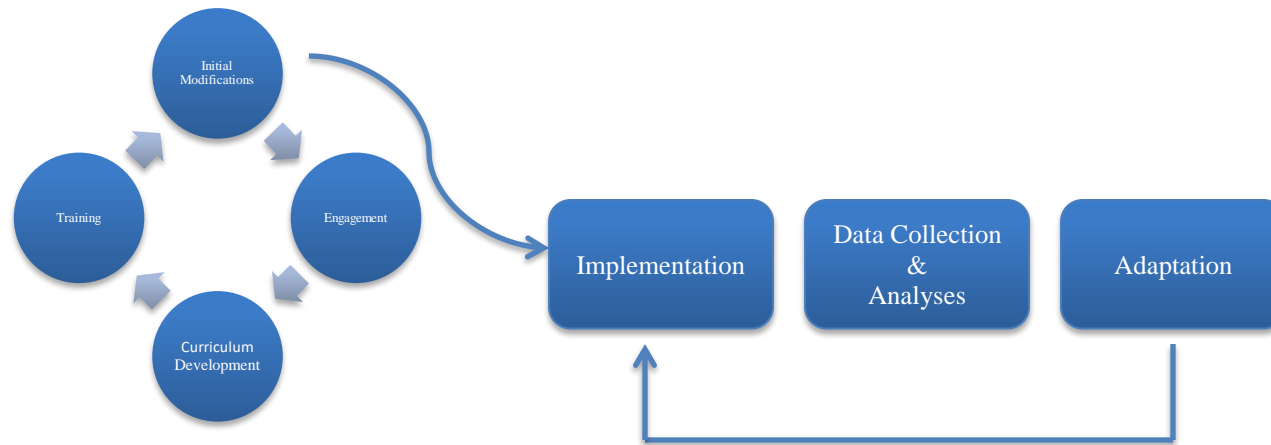 Initial
Modifications
Training
Engagement
Curriculum
Development
Implementation
Data Collection
&
Analyses
Adaptation